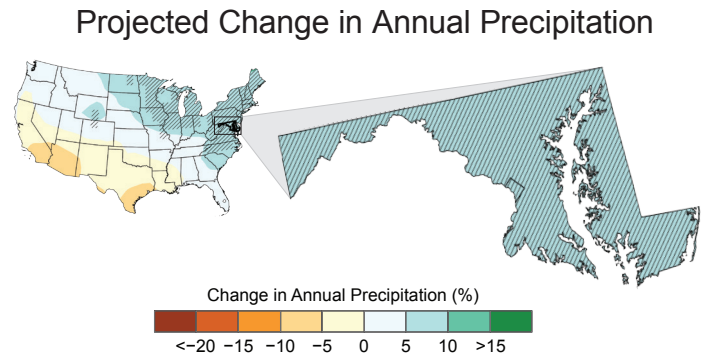 Projected Change in Annual Precipitation
Change in Annual Precipitation (%)
<−20 −15 −10 −5 0 5 10 >15